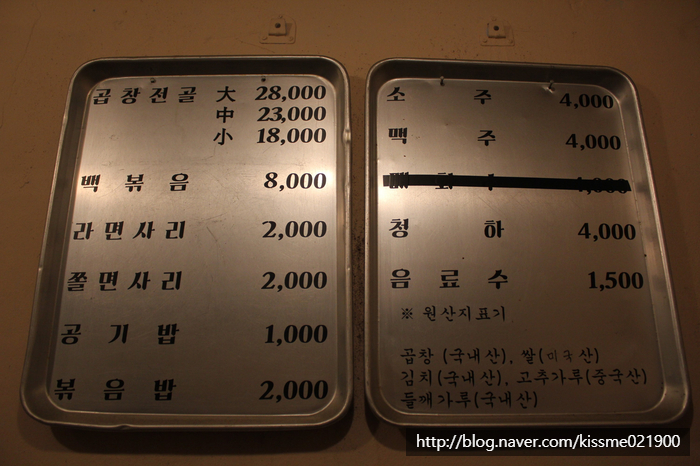 곱창전골 大 28,000
中 23,000
小 18,000
백 볶 음 8,000
라면사리 2,000
쫄면사리 2,000
공 기 밥 1,000
볶 음 밥 2,000
소 주 4,000
맥 주 4,000
청 하 4,000
음 료 수 1,500
※ 원산지표기
곱창 (국내산), 쌀(미국산)
김치(국내산), 고추가루(중국산)
들깨가루(국내산)
http://blog.naver.com/kissme021900